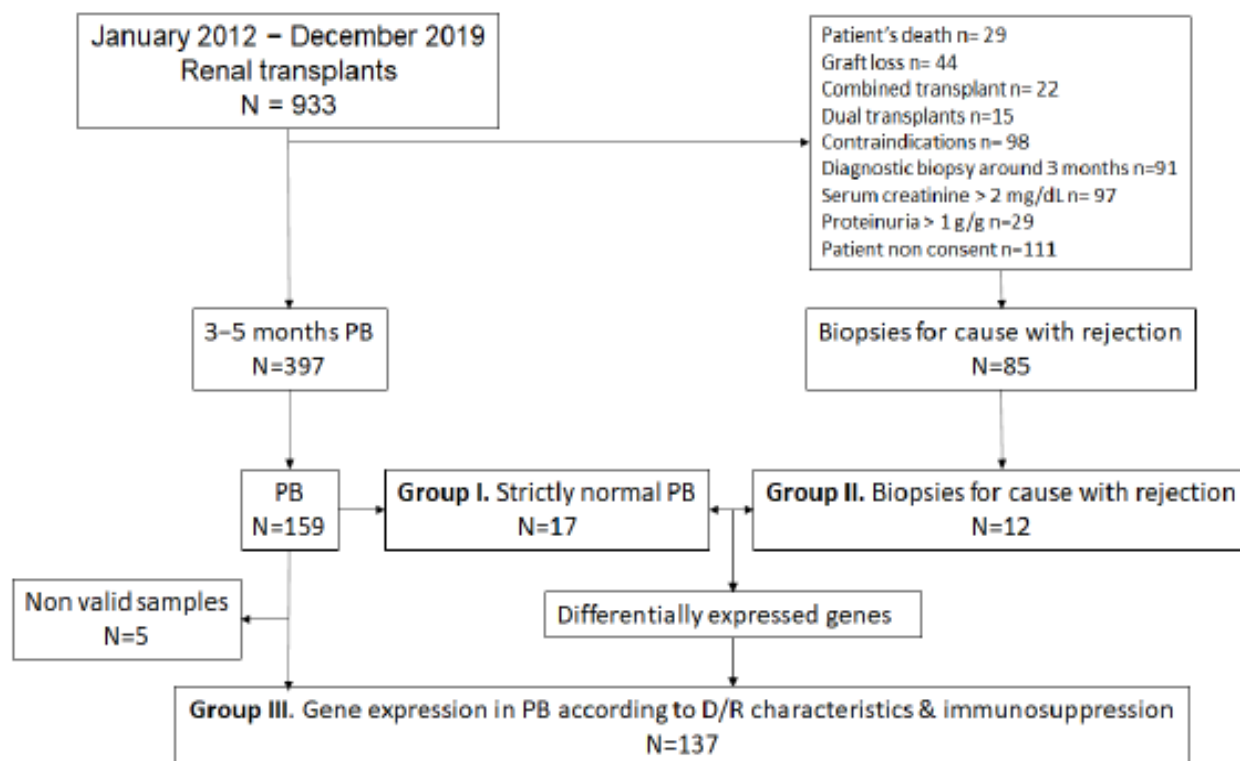 January 2012 – December 2019
Renal transplants
N = 933
Patient's death n= 29
Graft loss n= 44
Combined transplant n= 22
Dual transplants n=15
Contraindications n= 98
Diagnostic biopsy around 3 months n=91
Serum creatinine > 2 mg/dL n= 97
Proteinuria > 1 g/g n=29
Patient non consent n=111
3–5 months PB
N=397
Biopsies for cause with rejection
N=85
PB
N=159
Group I. Strictly normal PB
N=17
Group II. Biopsies for cause with rejection
N=12
Non valid samples
N=5
Differentially expressed genes
Group III. Gene expression in PB according to D/R characteristics & immunosuppression
N=137